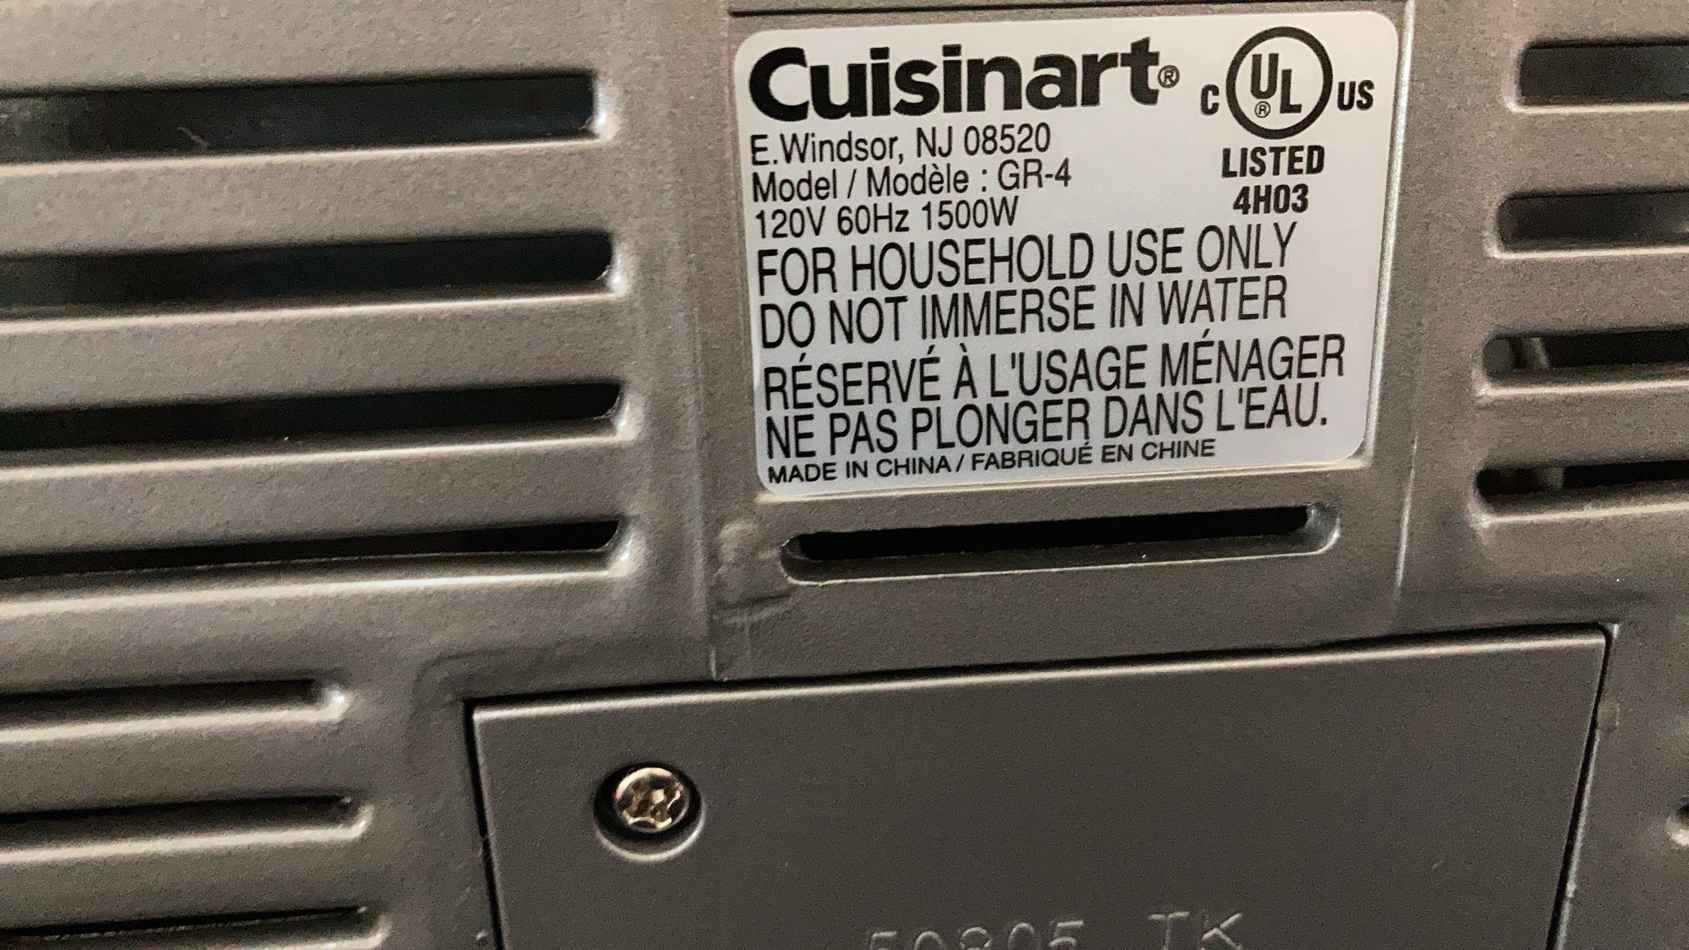 Cuisinart®
E.Windsor, NJ 08520
Model / Modèle : GR-4
120V 60Hz 1500W
C UL® US
LISTED
4H03
FOR HOUSEHOLD USE ONLY
DO NOT IMMERSE IN WATER
RÉSERVÉ À L'USAGE MÉNAGER
NE PAS PLONGER DANS L'EAU.
MADE IN CHINA / FABRIQUÉ EN CHINE
TK